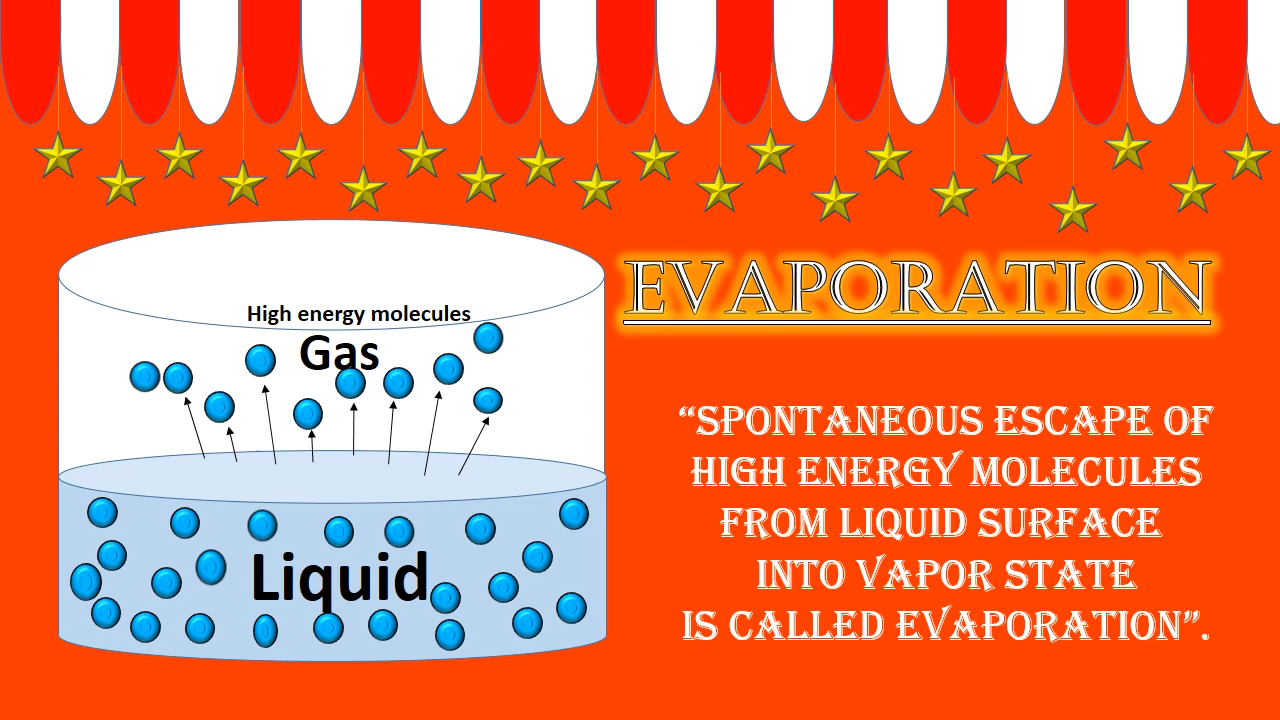 High energy molecules
Gas
Liquid
EVAPORATION
“SPONTANEOUS ESCAPE OF
HIGH ENERGY MOLECULES
FROM LIQUID SURFACE
INTO VAPOR STATE
IS CALLED EVAPORATION”.